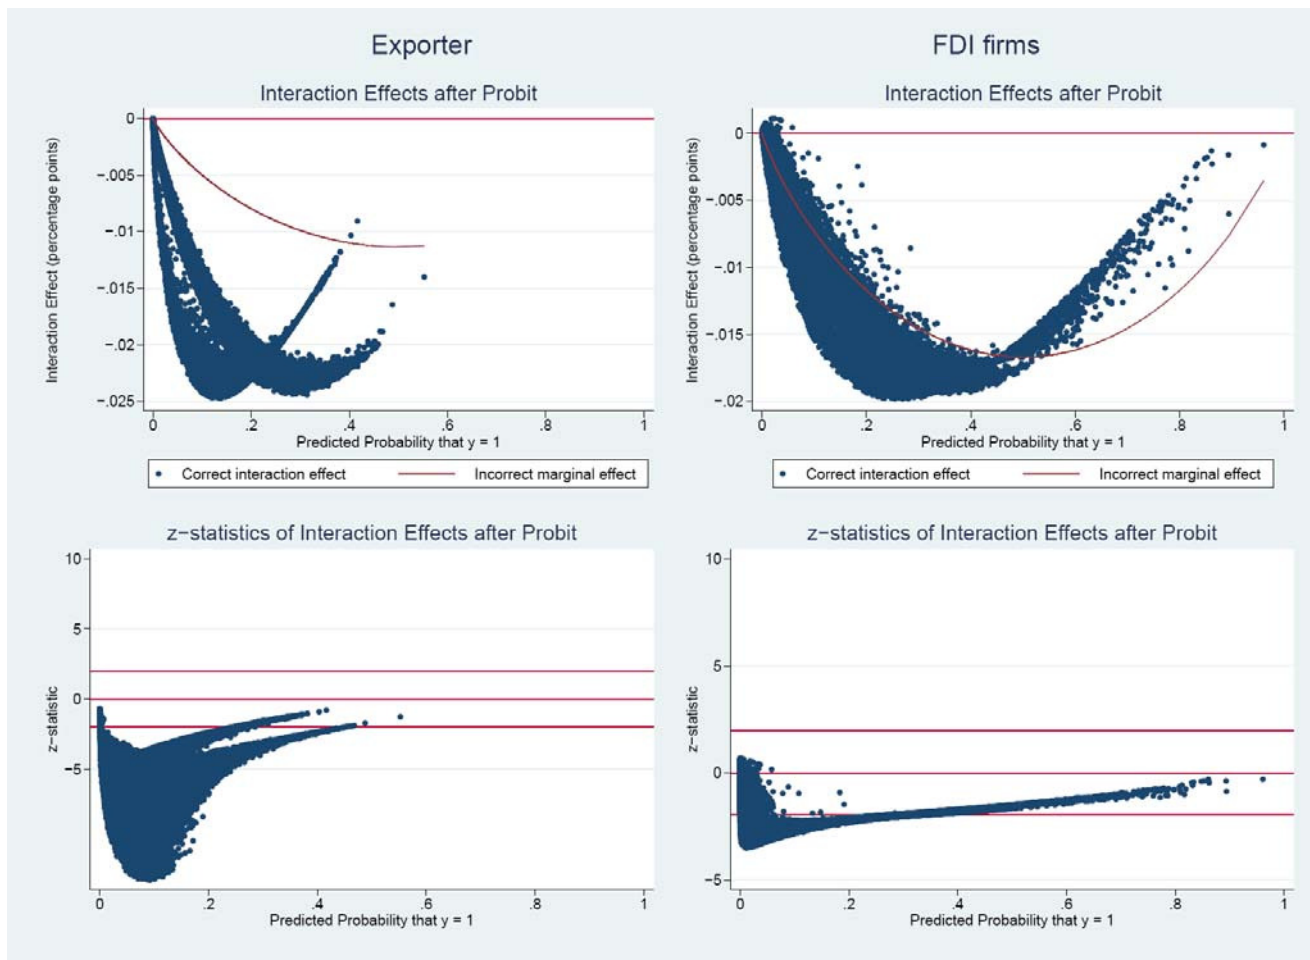 Exporter
FDI firms
Interaction Effects after Probit
Interaction Effect (percentage points)
0
−.005
−.01
−.015
−.02
−.025
0 .2 .4 .6 .8 1
Predicted Probability that y = 1
Correct interaction effect Incorrect marginal effect
Interaction Effects after Probit
Interaction Effect (percentage points)
0
−.005
−.01
−.015
−.02
0 .2 .4 .6 .8 1
Predicted Probability that y = 1
Correct interaction effect Incorrect marginal effect
z−statistics of Interaction Effects after Probit
z−statistic
10
5
0
−5
0 .2 .4 .6 .8 1
Predicted Probability that y = 1
z−statistics of Interaction Effects after Probit
z−statistic
10
5
0
−5
0 .2 .4 .6 .8 1
Predicted Probability that y = 1